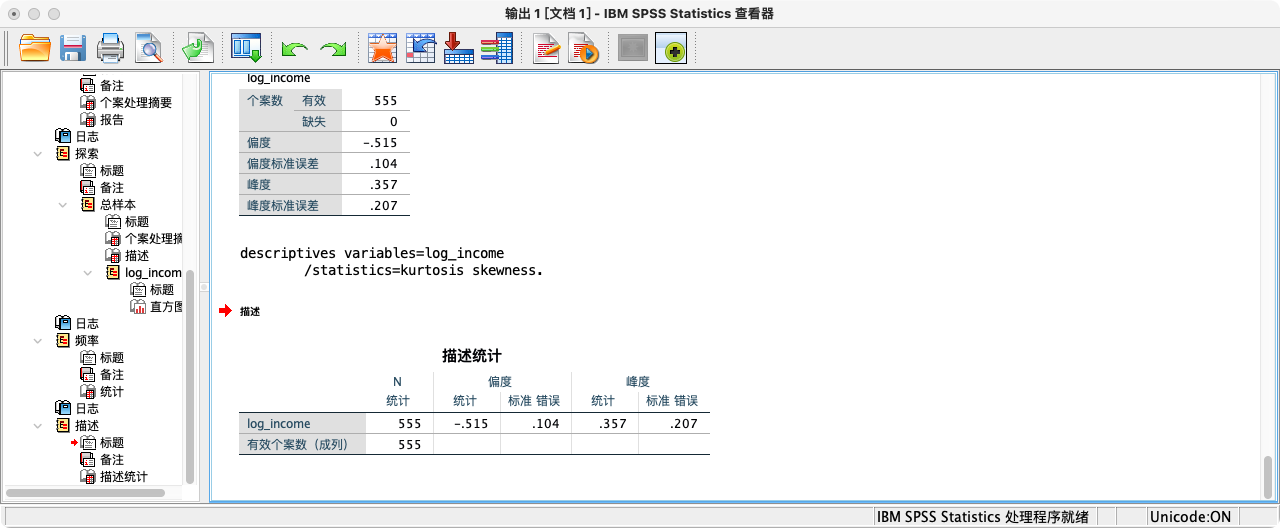 输出 1 [文档 1] - IBM SPSS Statistics 查看器
备注
个案处理摘要
报告
日志
探索
标题
备注
总样本
标题
个案处理摘
描述
log_incom
标题
直方图
日志
频率
标题
备注
统计
日志
描述
标题
备注
描述统计
log_income
个案数 有效 555
缺失 0
偏度 -.515
偏度标准误差 .104
峰度 .357
峰度标准误差 .207
descriptives variables=log_income
/statistics=kurtosis skewness.
描述
描述统计
N 偏度 峰度
统计 统计 标准 错误 统计 标准 错误
log_income 555 -.515 .104 .357 .207
有效个案数（成列） 555
IBM SPSS Statistics 处理程序就绪 Unicode:ON